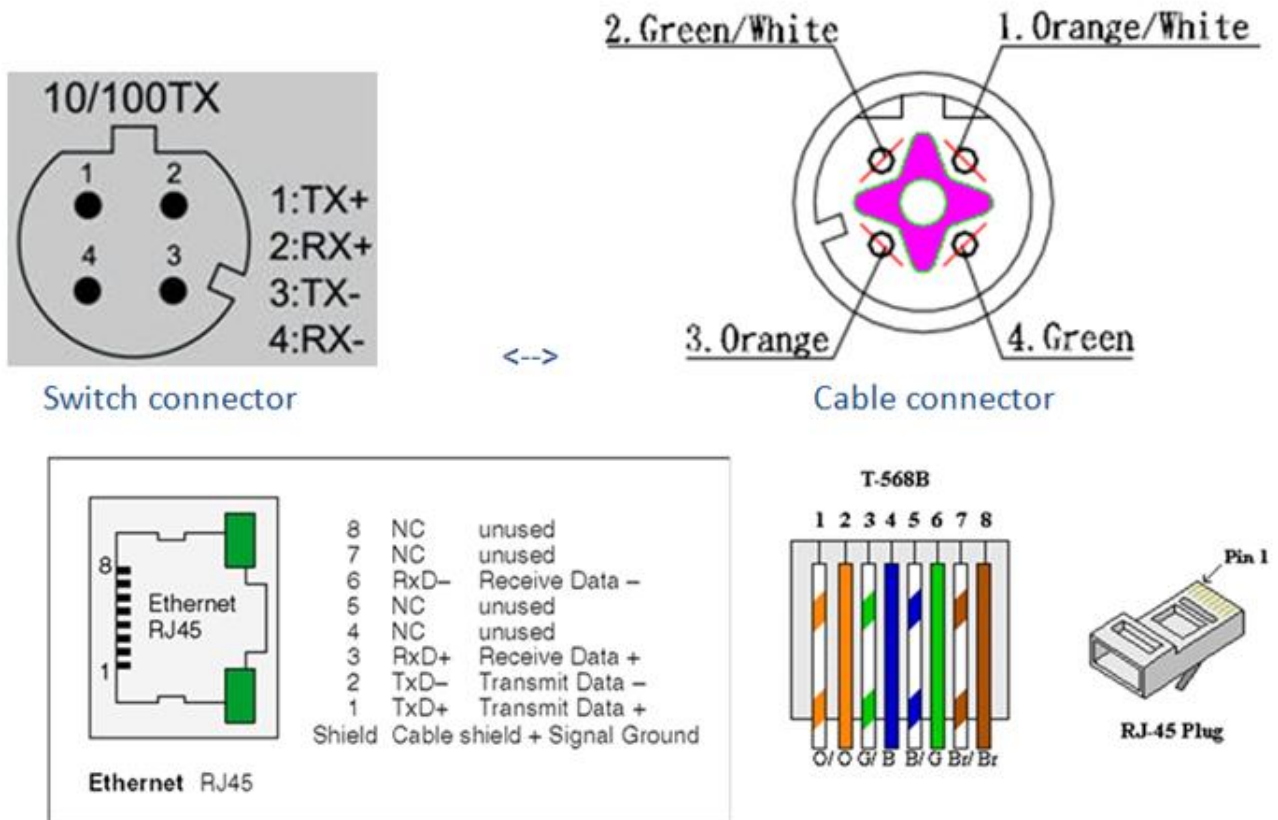 2.Green/White 1.Orange/White
10/100TX
1 2
4 3
1:TX+
2:RX+
3:TX-
4:RX-
3.Orange 4.Green
<-->
Switch connector Cable connector
8 NC unused
7 NC unused
6 RxD– Receive Data –
5 NC unused
4 NC unused
3 RxD+ Receive Data +
2 TxD– Transmit Data –
1 TxD+ Transmit Data +
Shield Cable shield + Signal Ground
8
Ethernet
RJ45
1
Ethernet RJ45
T-568B
1 2 3 4 5 6 7 8
O/ O G/ B B/ G Br/ Br
Pin 1
RJ-45 Plug